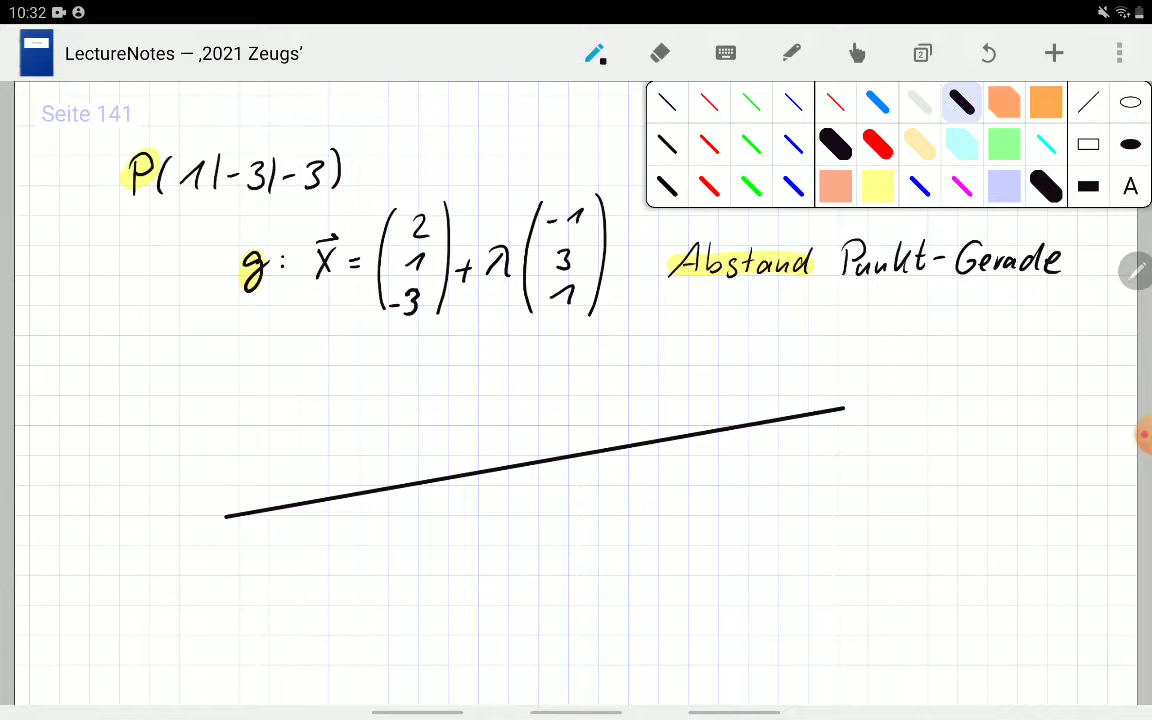 10:32
LectureNotes — ‚2021 Zeugs’
2
Seite 141
A
P(1|-3|-3)
g: x⃗ = (2 1 -3) + λ (-1 3 1) Abstand Punkt-Gerade